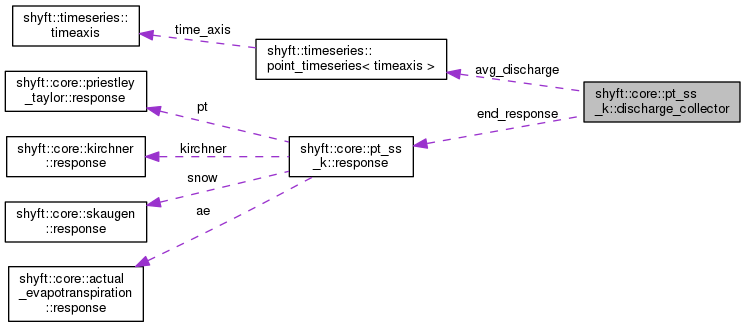 shyft::timeseries::
timeaxis
time_axis
shyft::timeseries::
point_timeseries< timeaxis >
avg_discharge
shyft::core::pt_ss
_k::discharge_collector
shyft::core::priestley
_taylor::response
pt
end_response
shyft::core::kirchner
::response
kirchner
shyft::core::pt_ss
_k::response
snow
shyft::core::skaugen
::response
ae
shyft::core::actual
_evapotranspiration
::response